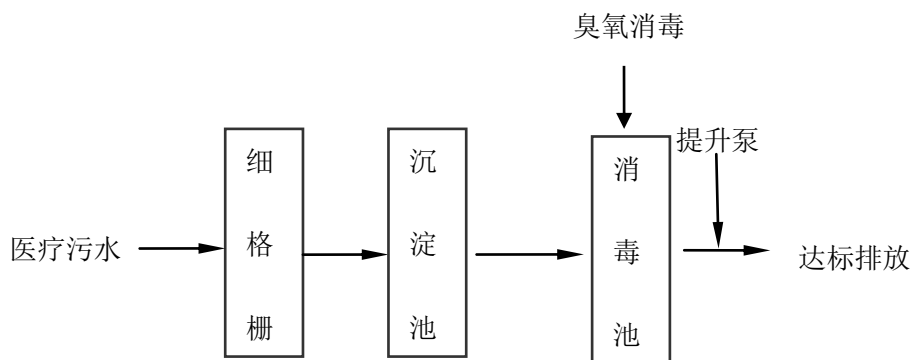 臭氧消毒
提升泵
医疗污水
细格栅
沉淀池
消毒池
达标排放